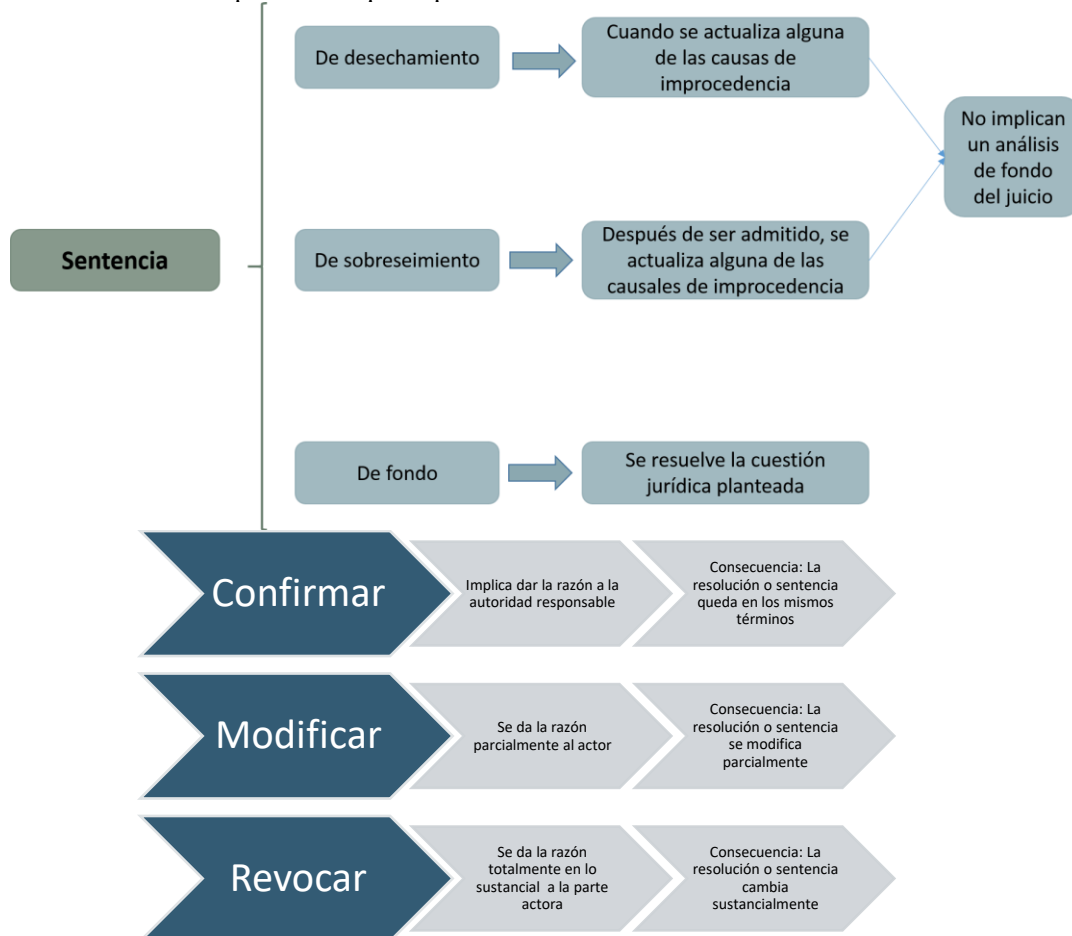 De desechamiento
Cuando se actualiza alguna
de las causas de
improcedencia
No implican
un análisis
de fondo
del juicio
Sentencia
De sobreseimiento
Después de ser admitido, se
actualiza alguna de las
causales de improcedencia
De fondo
Se resuelve la cuestión
jurídica planteada
Confirmar
Implica dar la razón a la
autoridad responsable
Consecuencia: La
resolución o sentencia
queda en los mismos
términos
Modificar
Se da la razón
parcialmente al actor
Consecuencia: La
resolución o sentencia
se modifica
parcialmente
Revocar
Se da la razón
totalmente en lo
sustancial a la parte
actora
Consecuencia: La
resolución o sentencia
cambia
sustancialmente